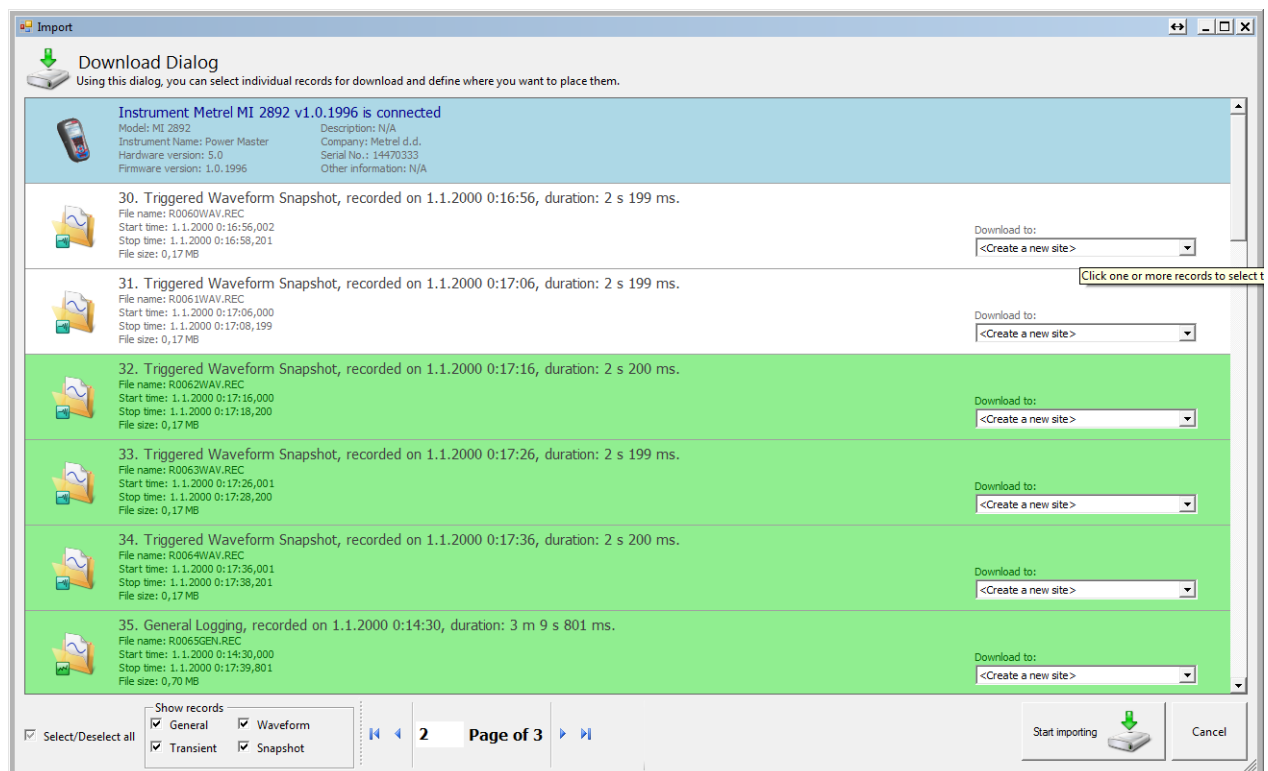 Import
Download Dialog
Using this dialog, you can select individual records for download and define where you want to place them.
Instrument Metrel MI 2892 v1.0.1996 is connected
Model: MI 2892 Description: N/A
Instrument Name: Power Master Company: Metrel d.d.
Hardware version: 5.0 Serial No.: 14470333
Firmware version: 1.0.1996 Other information: N/A
30. Triggered Waveform Snapshot, recorded on 1.1.2000 0:16:56, duration: 2 s 199 ms.
File name: R0060WAV.REC
Start time: 1.1.2000 0:16:56,002
Stop time: 1.1.2000 0:16:58,201
File size: 0,17 MB
Download to:
<Create a new site>
Click one or more records to select t
31. Triggered Waveform Snapshot, recorded on 1.1.2000 0:17:06, duration: 2 s 199 ms.
File name: R0061WAV.REC
Start time: 1.1.2000 0:17:06,000
Stop time: 1.1.2000 0:17:08,199
File size: 0,17 MB
Download to:
<Create a new site>
32. Triggered Waveform Snapshot, recorded on 1.1.2000 0:17:16, duration: 2 s 200 ms.
File name: R0062WAV.REC
Start time: 1.1.2000 0:17:16,000
Stop time: 1.1.2000 0:17:18,200
File size: 0,17 MB
Download to:
<Create a new site>
33. Triggered Waveform Snapshot, recorded on 1.1.2000 0:17:26, duration: 2 s 199 ms.
File name: R0063WAV.REC
Start time: 1.1.2000 0:17:26,001
Stop time: 1.1.2000 0:17:28,200
File size: 0,17 MB
Download to:
<Create a new site>
34. Triggered Waveform Snapshot, recorded on 1.1.2000 0:17:36, duration: 2 s 200 ms.
File name: R0064WAV.REC
Start time: 1.1.2000 0:17:36,001
Stop time: 1.1.2000 0:17:38,201
File size: 0,17 MB
Download to:
<Create a new site>
35. General Logging, recorded on 1.1.2000 0:14:30, duration: 3 m 9 s 801 ms.
File name: R0065GEN.REC
Start time: 1.1.2000 0:14:30,000
Stop time: 1.1.2000 0:17:39,801
File size: 0,70 MB
Download to:
<Create a new site>
Select/Deselect all
Show records
General Waveform
Transient Snapshot
2 Page of 3
Start importing
Cancel